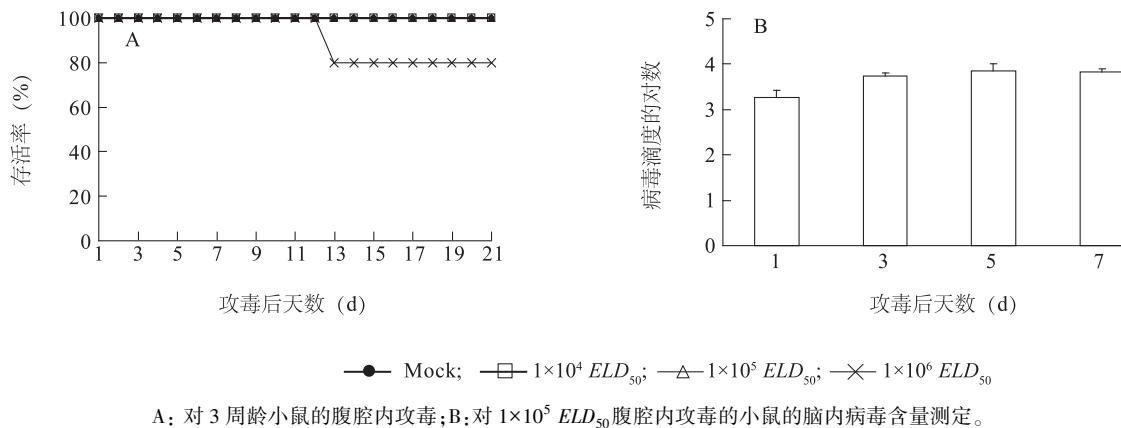 A
100
80
60
40
20
0
存活率 (%)
1 3 5 7 9 11 13 15 17 19 21
攻毒后天数 (d)
B
5
4
3
2
1
0
病毒滴度的对数
1 3 5 7
攻毒后天数 (d)
Mock; 1×10⁴ ELD₅₀; 1×10⁵ ELD₅₀; 1×10⁶ ELD₅₀
A: 对 3 周龄小鼠的腹腔内攻毒;B:对 1×10⁵ ELD₅₀腹腔内攻毒的小鼠的脑内病毒含量测定。